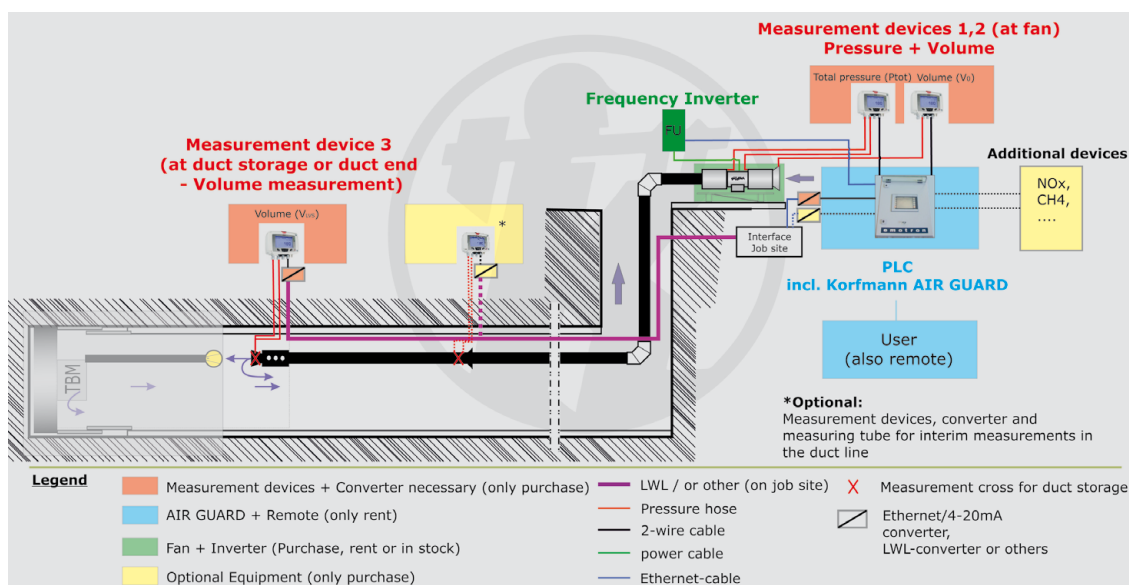 Measurement devices 1,2 (at fan)
Pressure + Volume
Total pressure (Ptot)
Volume (V₀)
Frequency Inverter
FU
Measurement device 3
(at duct storage or duct end
- Volume measurement)
Additional devices
NOx,
CH4,
....
Volume (
*
Interface
Job site
PLC
incl. Korfmann AIR GUARD
User
(also remote)
TBM
*Optional:
Measurement devices, converter and
measuring tube for interim measurements in
the duct line
Legend
Measurement devices + Converter necessary (only purchase)
AIR GUARD + Remote (only rent)
Fan + Inverter (Purchase, rent or in stock)
Optional Equipment (only purchase)
LWL / or other (on job site)
Pressure hose
2-wire cable
power cable
Ethernet-cable
Measurement cross for duct storage
Ethernet/4-20mA
converter,
LWL-converter or others